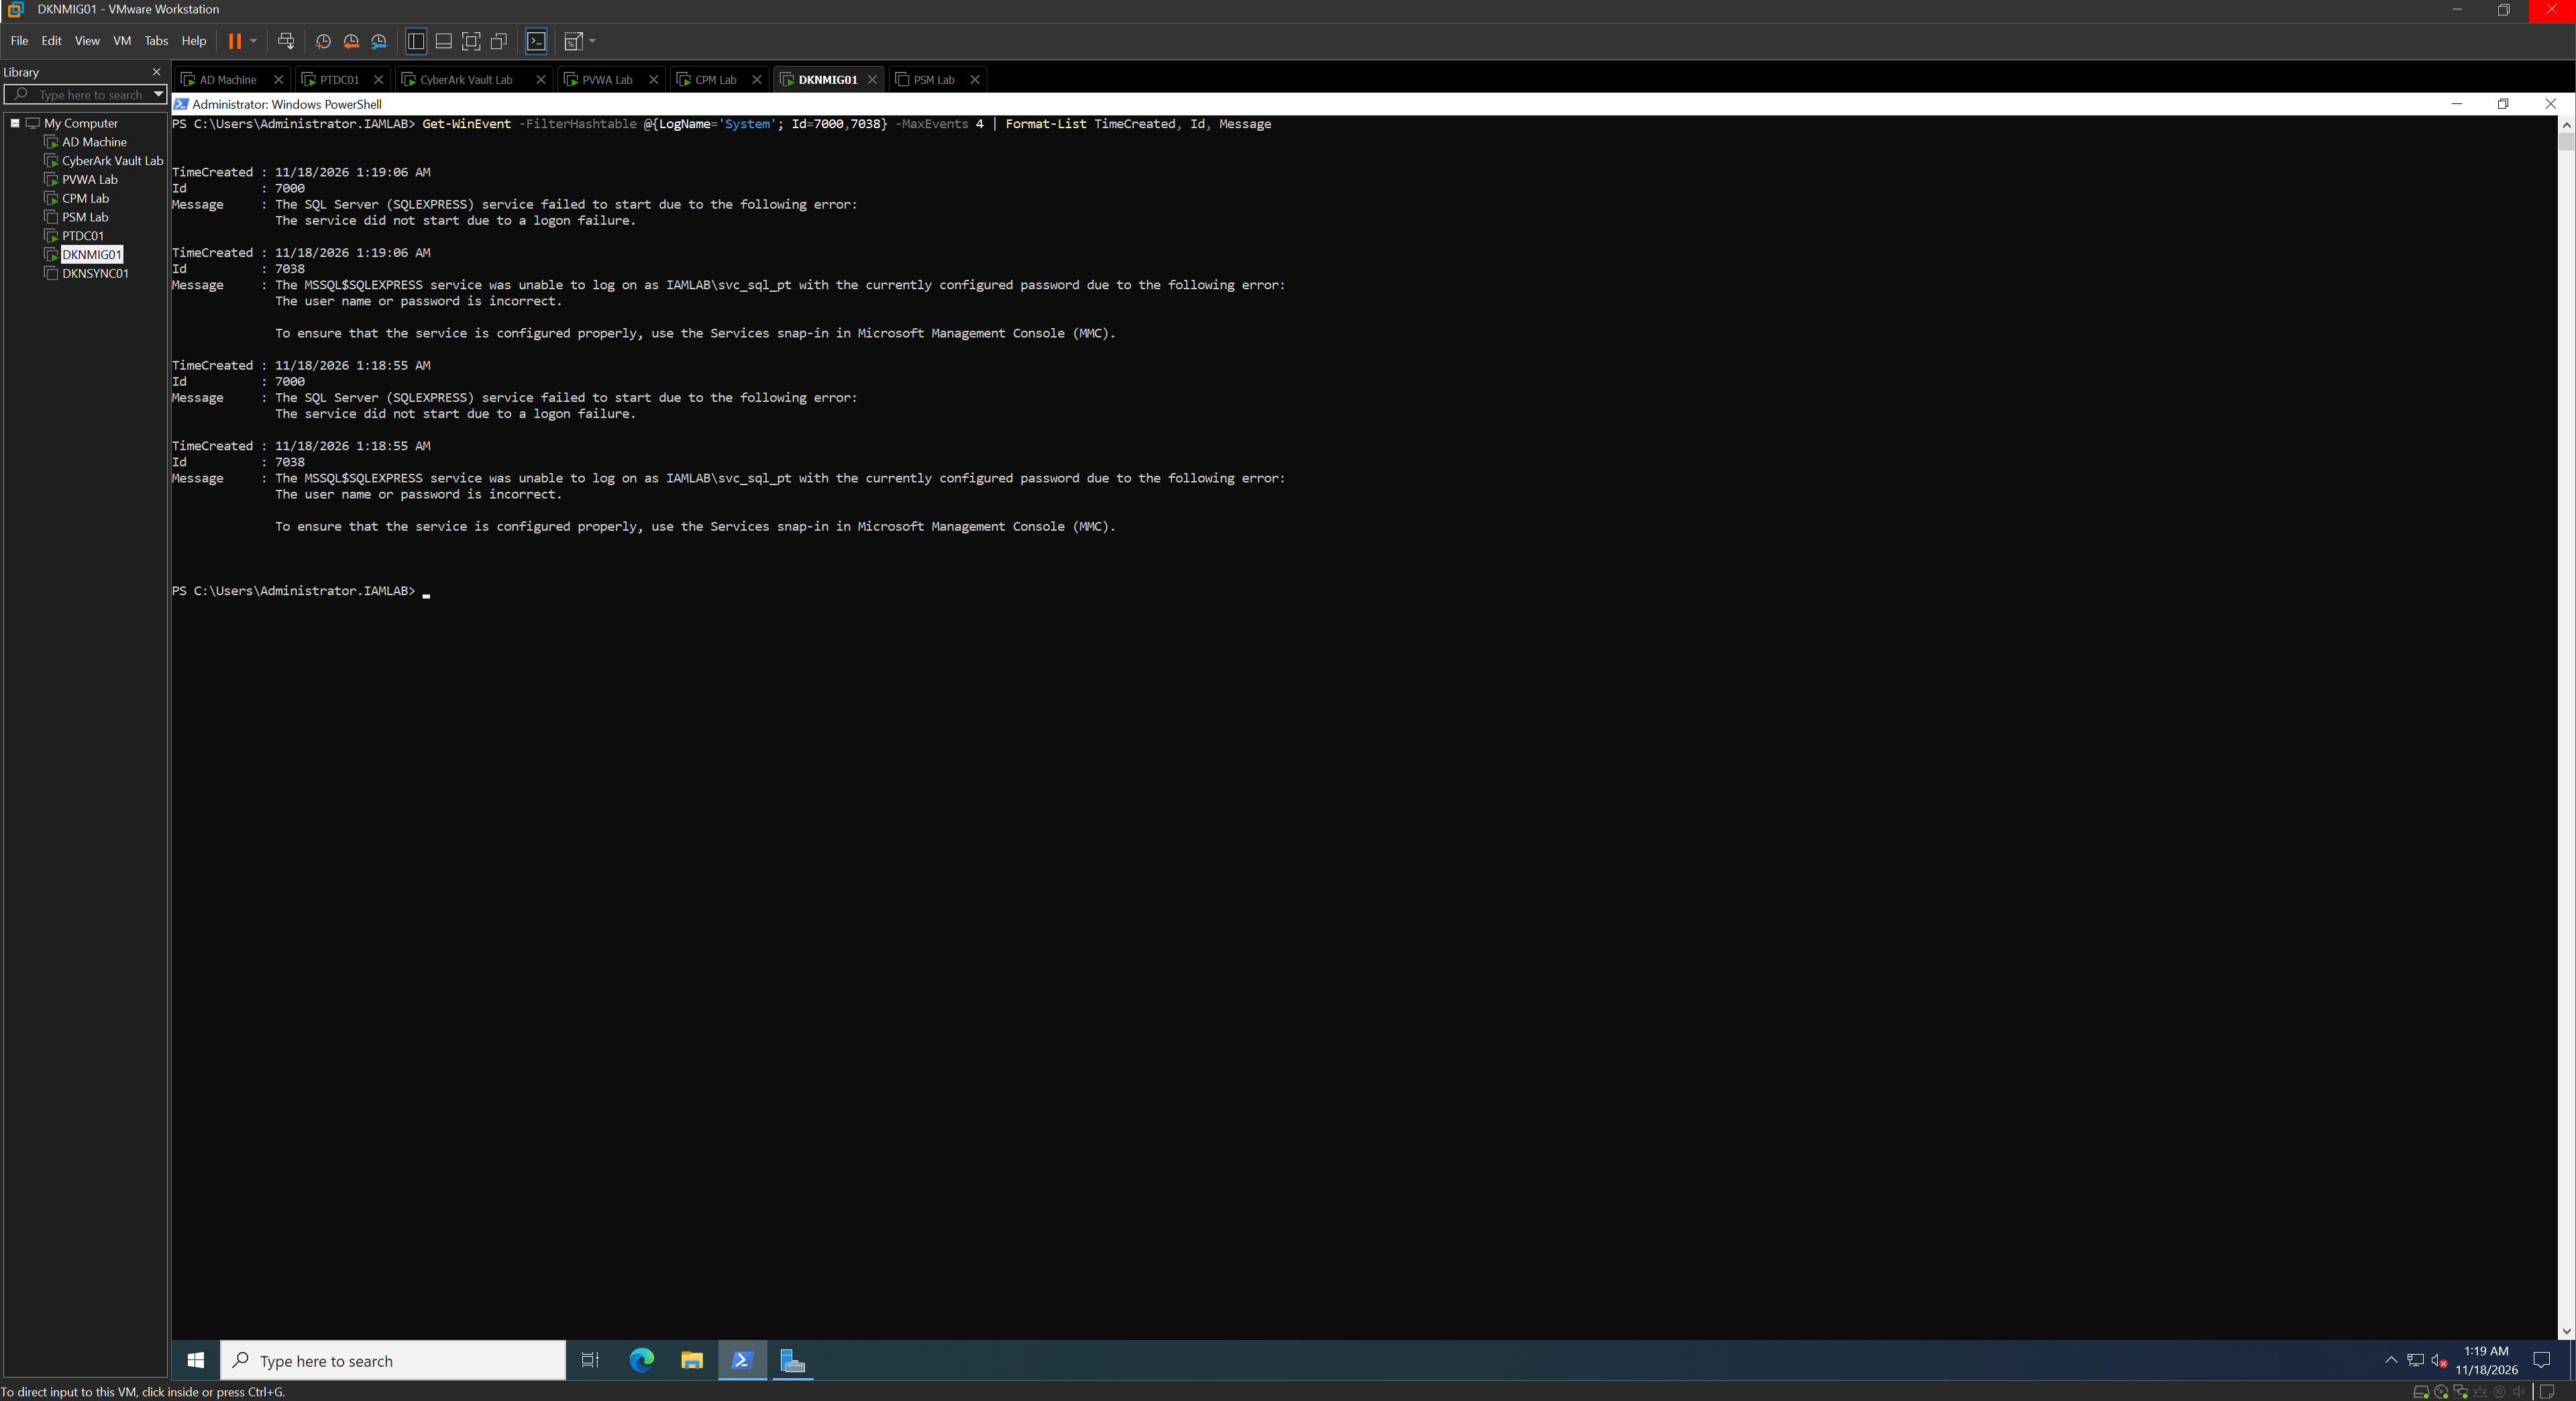 DKNMIG01 - VMware Workstation
File Edit View VM Tabs Help
Library
Type here to search
My Computer
AD Machine
CyberArk Vault Lab
PVWA Lab
CPM Lab
PSM Lab
PTDC01
DKNMIG01
DKNSYNC01
AD Machine PTDC01 CyberArk Vault Lab PVWA Lab CPM Lab DKNMIG01 PSM Lab
Administrator: Windows PowerShell
PS C:\Users\Administrator.IAMLAB> Get-WinEvent -FilterHashtable @{LogName='System'; Id=7000,7038} -MaxEvents 4 | Format-List TimeCreated, Id, Message
TimeCreated : 11/18/2026 1:19:06 AM
Id : 7000
Message : The SQL Server (SQLEXPRESS) service failed to start due to the following error:
The service did not start due to a logon failure.
TimeCreated : 11/18/2026 1:19:06 AM
Id : 7038
Message : The MSSQL$SQLEXPRESS service was unable to log on as IAMLAB\svc_sql_pt with the currently configured password due to the following error:
The user name or password is incorrect.
To ensure that the service is configured properly, use the Services snap-in in Microsoft Management Console (MMC).
TimeCreated : 11/18/2026 1:18:55 AM
Id : 7000
Message : The SQL Server (SQLEXPRESS) service failed to start due to the following error:
The service did not start due to a logon failure.
TimeCreated : 11/18/2026 1:18:55 AM
Id : 7038
Message : The MSSQL$SQLEXPRESS service was unable to log on as IAMLAB\svc_sql_pt with the currently configured password due to the following error:
The user name or password is incorrect.
To ensure that the service is configured properly, use the Services snap-in in Microsoft Management Console (MMC).
PS C:\Users\Administrator.IAMLAB>
Type here to search
1:19 AM
11/18/2026
To direct input to this VM, click inside or press Ctrl+G.